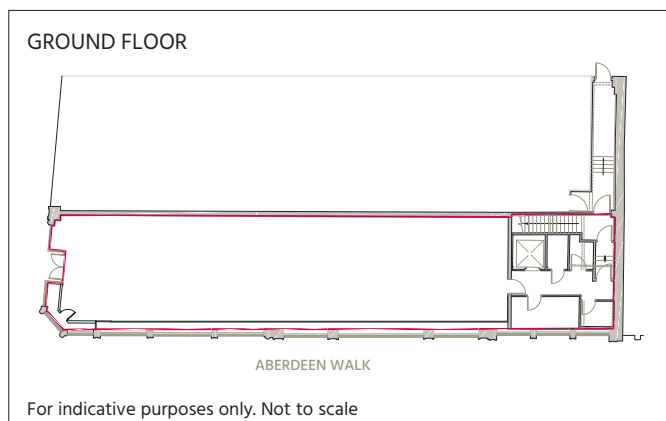 GROUND FLOOR
ABERDEEN WALK
For indicative purposes only. Not to scale